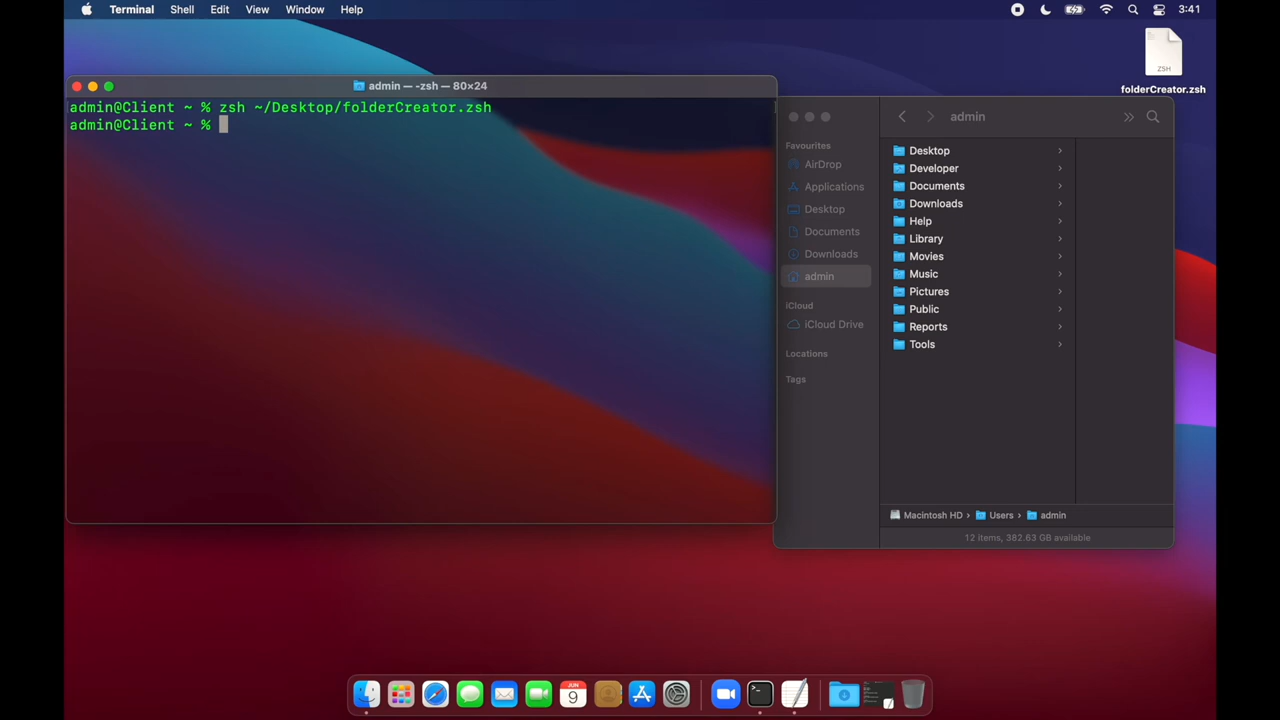 Terminal Shell Edit View Window Help 3:41
ZSH
folderCreator.zsh
admin — -zsh — 80×24
admin@Client ~ % zsh ~/Desktop/folderCreator.zsh
admin@Client ~ %
admin
Favourites
AirDrop
Applications
Desktop
Documents
Downloads
admin
iCloud
iCloud Drive
Locations
Tags
Desktop
Developer
Documents
Downloads
Help
Library
Movies
Music
Pictures
Public
Reports
Tools
Macintosh HD › Users › admin
12 items, 382.63 GB available
JUN
9